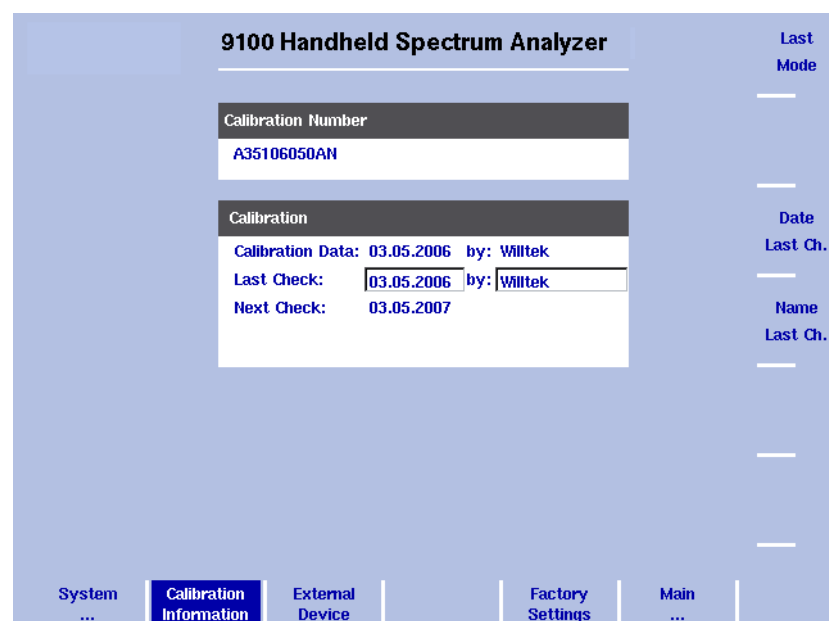 9100 Handheld Spectrum Analyzer
Last
Mode
Calibration Number
A35106050AN
Calibration
Calibration Data: 03.05.2006 by: Willtek
Last Check: 03.05.2006 by: Willtek
Next Check: 03.05.2007
Date
Last Ch.
Name
Last Ch.
System
...
Calibration
Information
External
Device
Factory
Settings
Main
...